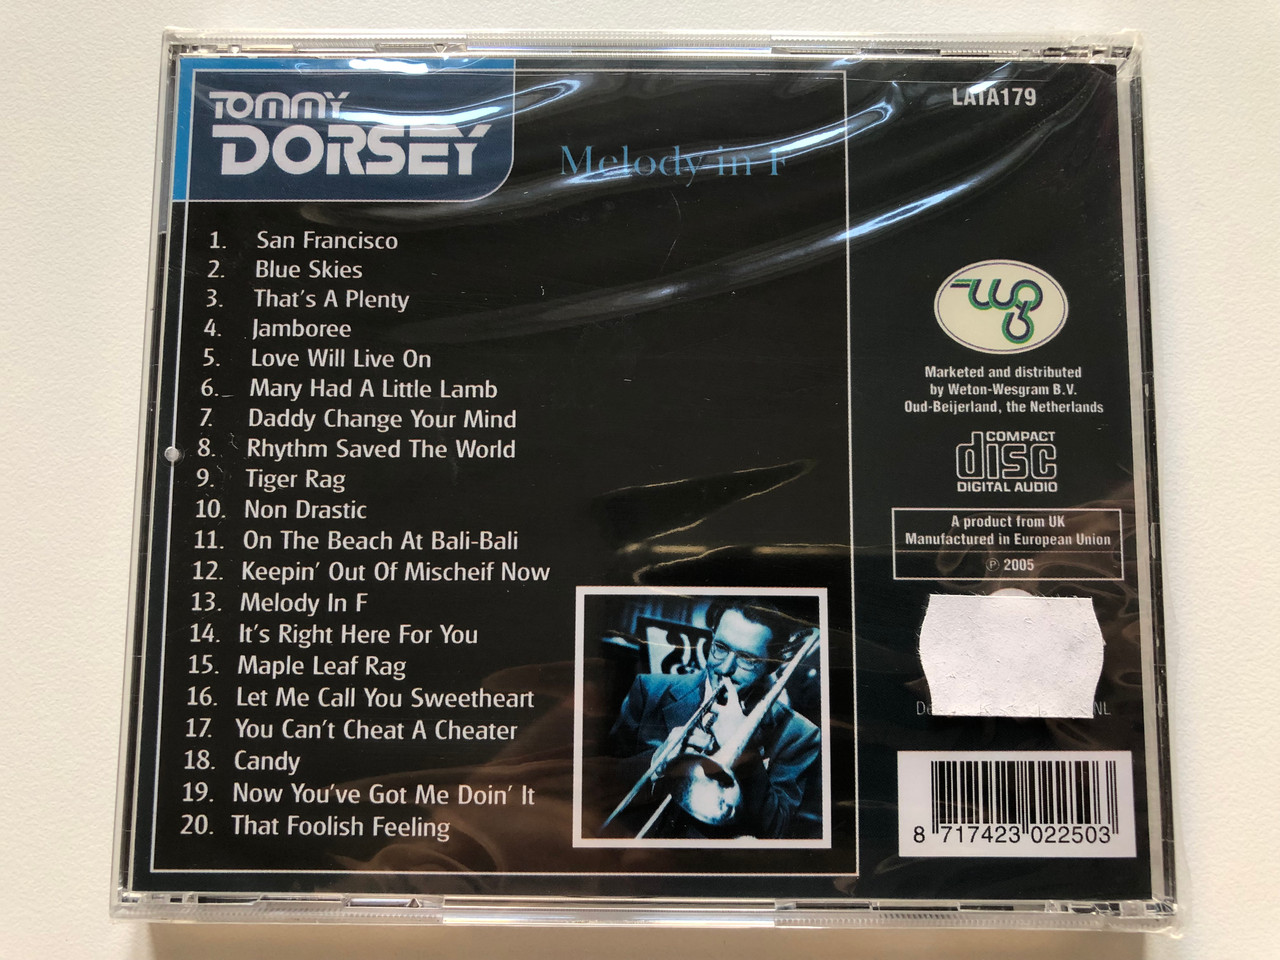 TOMMY
DORSEY
Melody in F
1. San Francisco
2. Blue Skies
3. That's A Plenty
4. Jamboree
5. Love Will Live On
6. Mary Had A Little Lamb
7. Daddy Change Your Mind
8. Rhythm Saved The World
9. Tiger Rag
10. Non Drastic
11. On The Beach At Bali-Bali
12. Keepin' Out Of Mischeif Now
13. Melody In F
14. It's Right Here For You
15. Maple Leaf Rag
16. Let Me Call You Sweetheart
17. You Can't Cheat A Cheater
18. Candy
19. Now You've Got Me Doin' It
20. That Foolish Feeling
LATA179
Marketed and distributed
by Weton-Wesgram B.V.
Oud-Beijerland, the Netherlands
COMPACT
disc
DIGITAL AUDIO
A product from UK
Manufactured in European Union
℗ 2005
NL
8 717423 022503